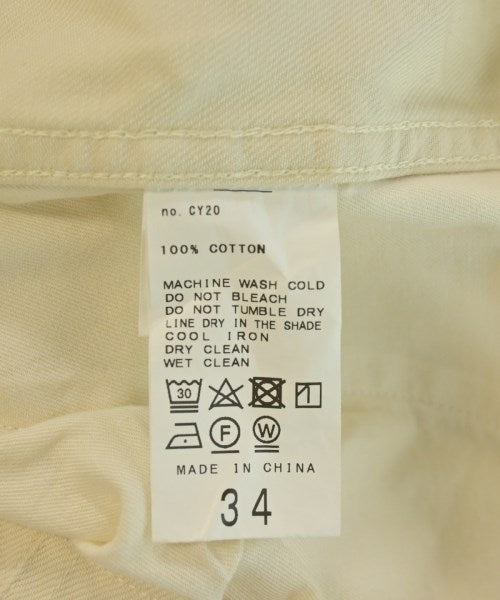 no. CY20
100% COTTON
MACHINE WASH COLD
DO NOT BLEACH
DO NOT TUMBLE DRY
LINE DRY IN THE SHADE
COOL IRON
DRY CLEAN
WET CLEAN
30
F W
MADE IN CHINA
34